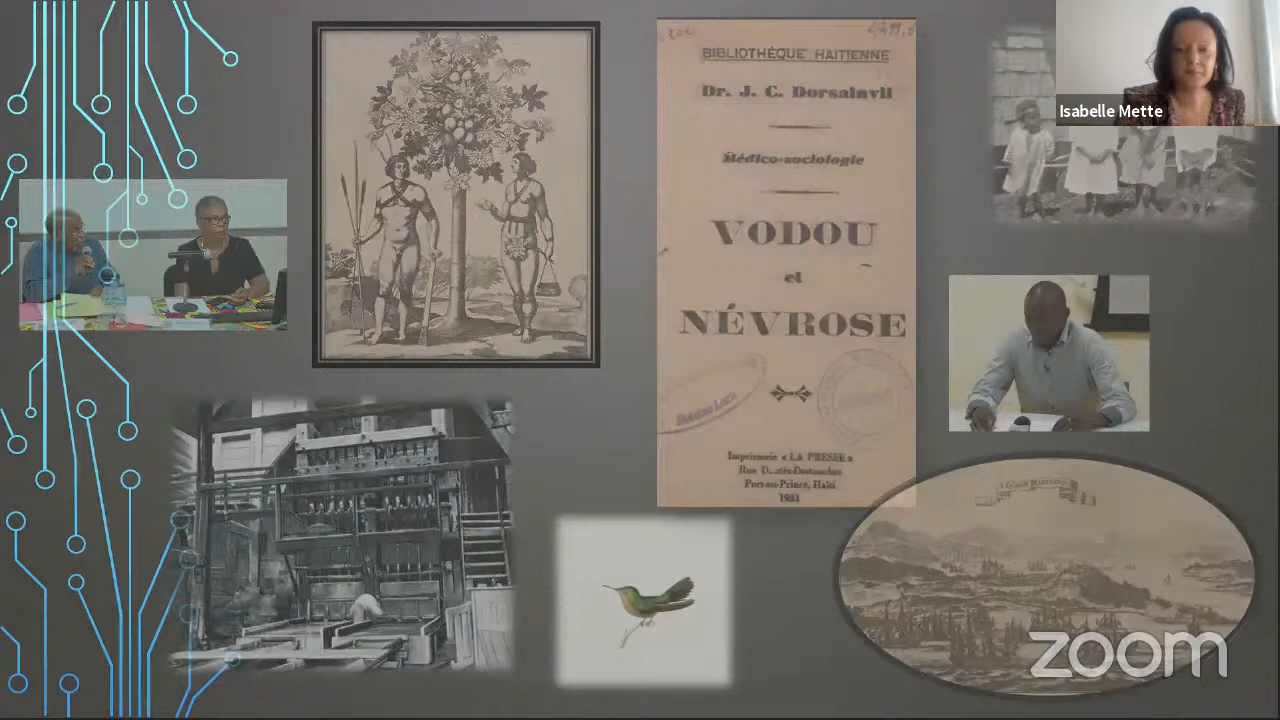 BIBLIOTHÈQUE HAITIENNE
Dr. J. C. Dorsainvil
Médico-sociologie
VODOU
et
NÉVROSE
Imprimerie « LA PRESSE »
Port-au-Prince, Haïti
1931
Isabelle Mette
zoom